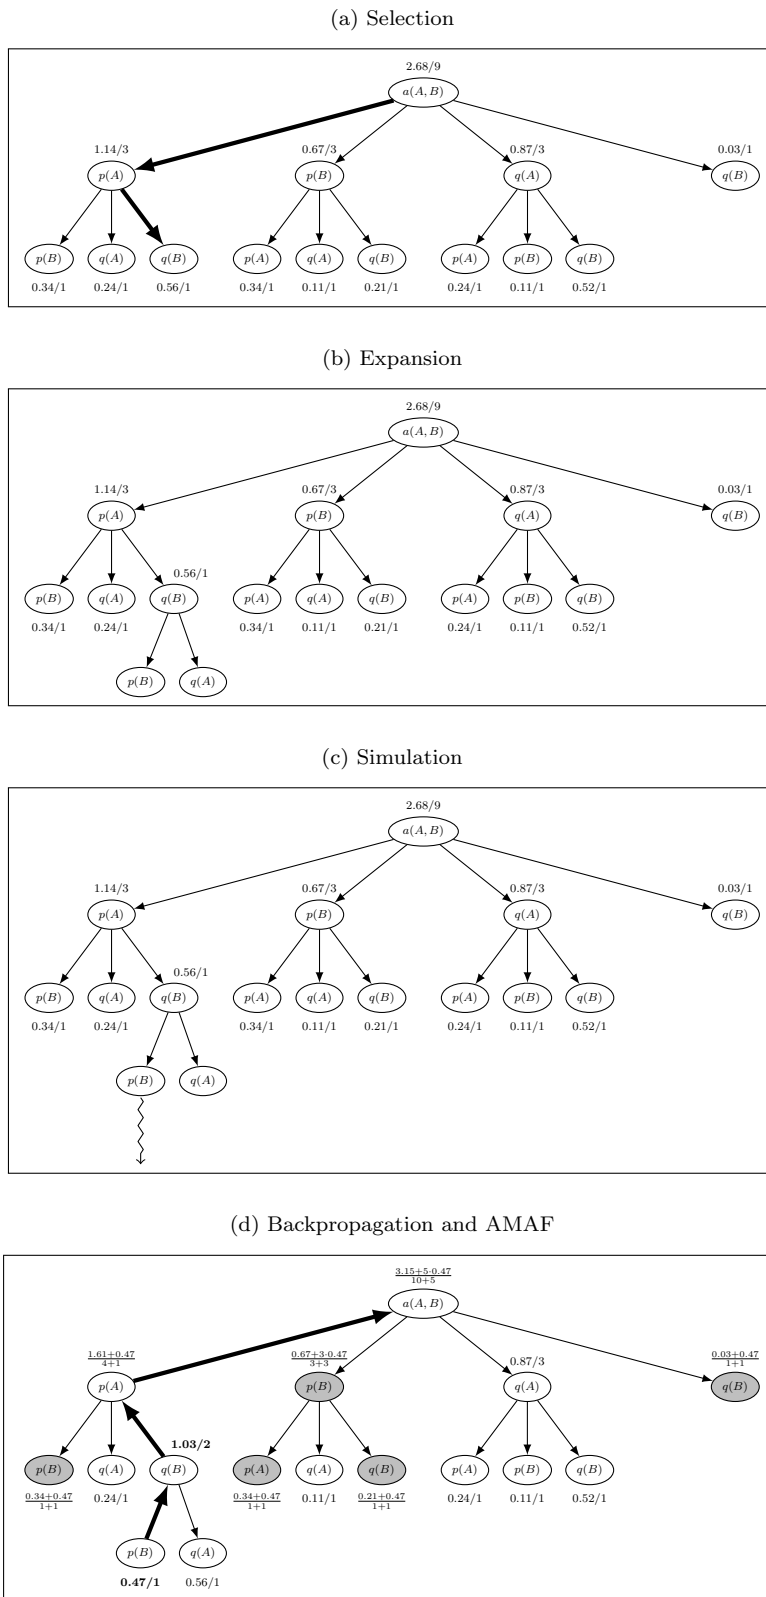 (a) Selection
2.68/9
a(A, B)
1.14/3 0.67/3 0.87/3 0.03/1
p(A) p(B) q(A) q(B)
p(B) q(A) q(B) p(A) q(A) q(B) p(A) p(B) q(B)
0.34/1 0.24/1 0.56/1 0.34/1 0.11/1 0.21/1 0.24/1 0.11/1 0.52/1
(b) Expansion
2.68/9
a(A, B)
1.14/3 0.67/3 0.87/3 0.03/1
p(A) p(B) q(A) q(B)
0.56/1
p(B) q(A) q(B) p(A) q(A) q(B) p(A) p(B) q(B)
0.34/1 0.24/1 0.34/1 0.11/1 0.21/1 0.24/1 0.11/1 0.52/1
p(B) q(A)
(c) Simulation
2.68/9
a(A, B)
1.14/3 0.67/3 0.87/3 0.03/1
p(A) p(B) q(A) q(B)
0.56/1
p(B) q(A) q(B) p(A) q(A) q(B) p(A) p(B) q(B)
0.34/1 0.24/1 0.34/1 0.11/1 0.21/1 0.24/1 0.11/1 0.52/1
p(B) q(A)
(d) Backpropagation and AMAF
3.15+5·0.47
10+5
a(A, B)
1.61+0.47 0.67+3·0.47 0.87/3 0.03+0.47
4+1 3+3 1+1
p(A) p(B) q(A) q(B)
1.03/2
p(B) q(A) q(B) p(A) q(A) q(B) p(A) p(B) q(B)
0.34+0.47 0.24/1 0.34+0.47 0.11/1 0.21+0.47 0.24/1 0.11/1 0.52/1
1+1 1+1 1+1
p(B) q(A)
0.47/1 0.56/1